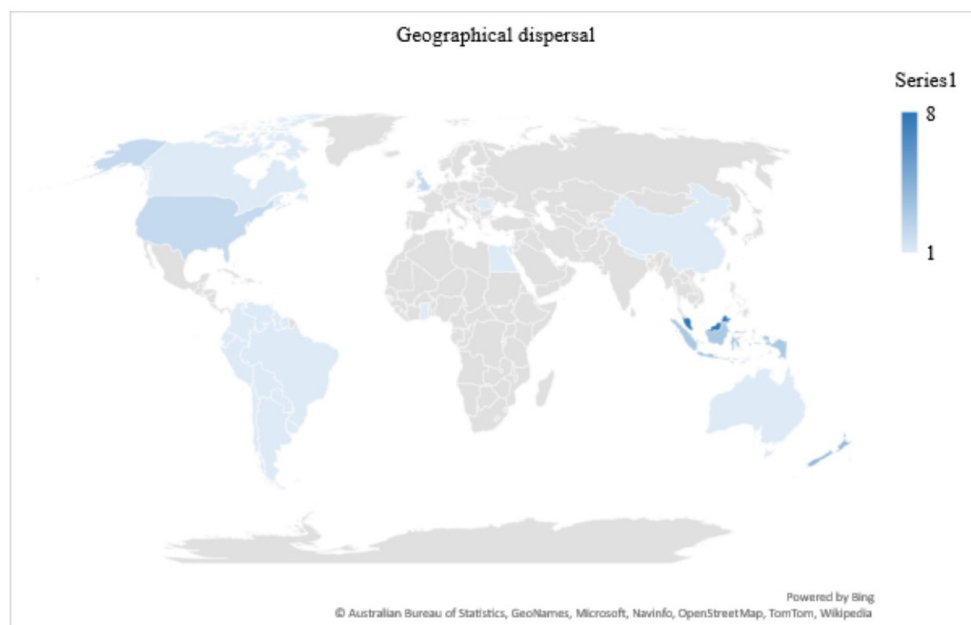 Geographical dispersal
Series1
8
1
Powered by Bing
© Australian Bureau of Statistics, GeoNames, Microsoft, Navinfo, OpenStreetMap, TomTom, Wikipedia